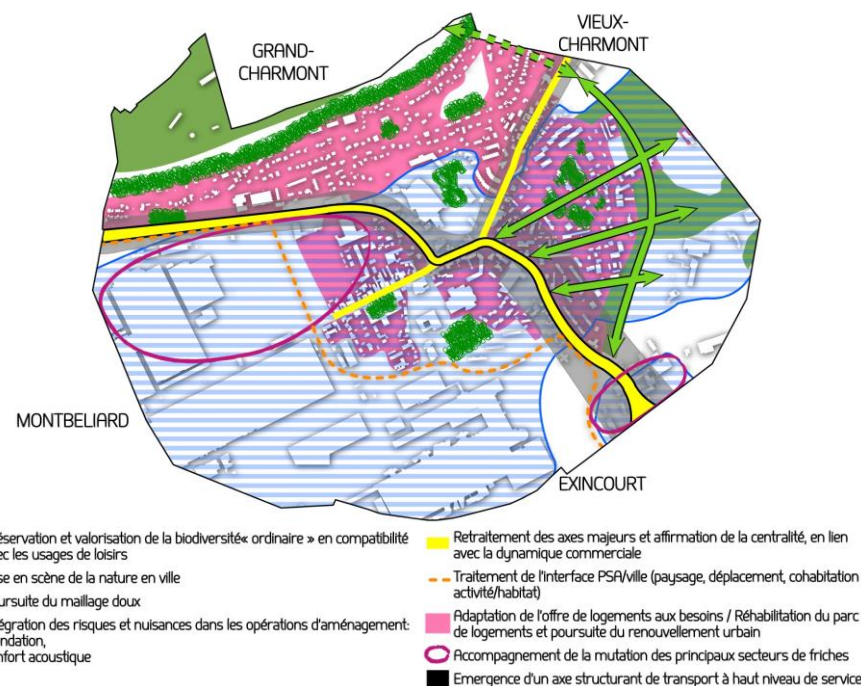 GRAND-
CHARMONT
VIEUX-
CHARMONT
MONTBELIARD
EXINCOURT
éservation et valorisation de la biodiversité« ordinaire » en compatibilité
ec les usages de loisirs
se en scène de la nature en ville
ursuite du maillage doux
égration des risques et nuisances dans les opérations d'aménagement:
ndation,
nfort acoustique
Retraitement des axes majeurs et affirmation de la centralité, en lien
avec la dynamique commerciale
Traitement de l'interface PSA/ville (paysage, déplacement, cohabitation
activité/habitat)
Adaptation de l'offre de logements aux besoins / Réhabilitation du parc
de logements et poursuite du renouvellement urbain
Accompagnement de la mutation des principaux secteurs de friches
Emergence d'un axe structurant de transport à haut niveau de service